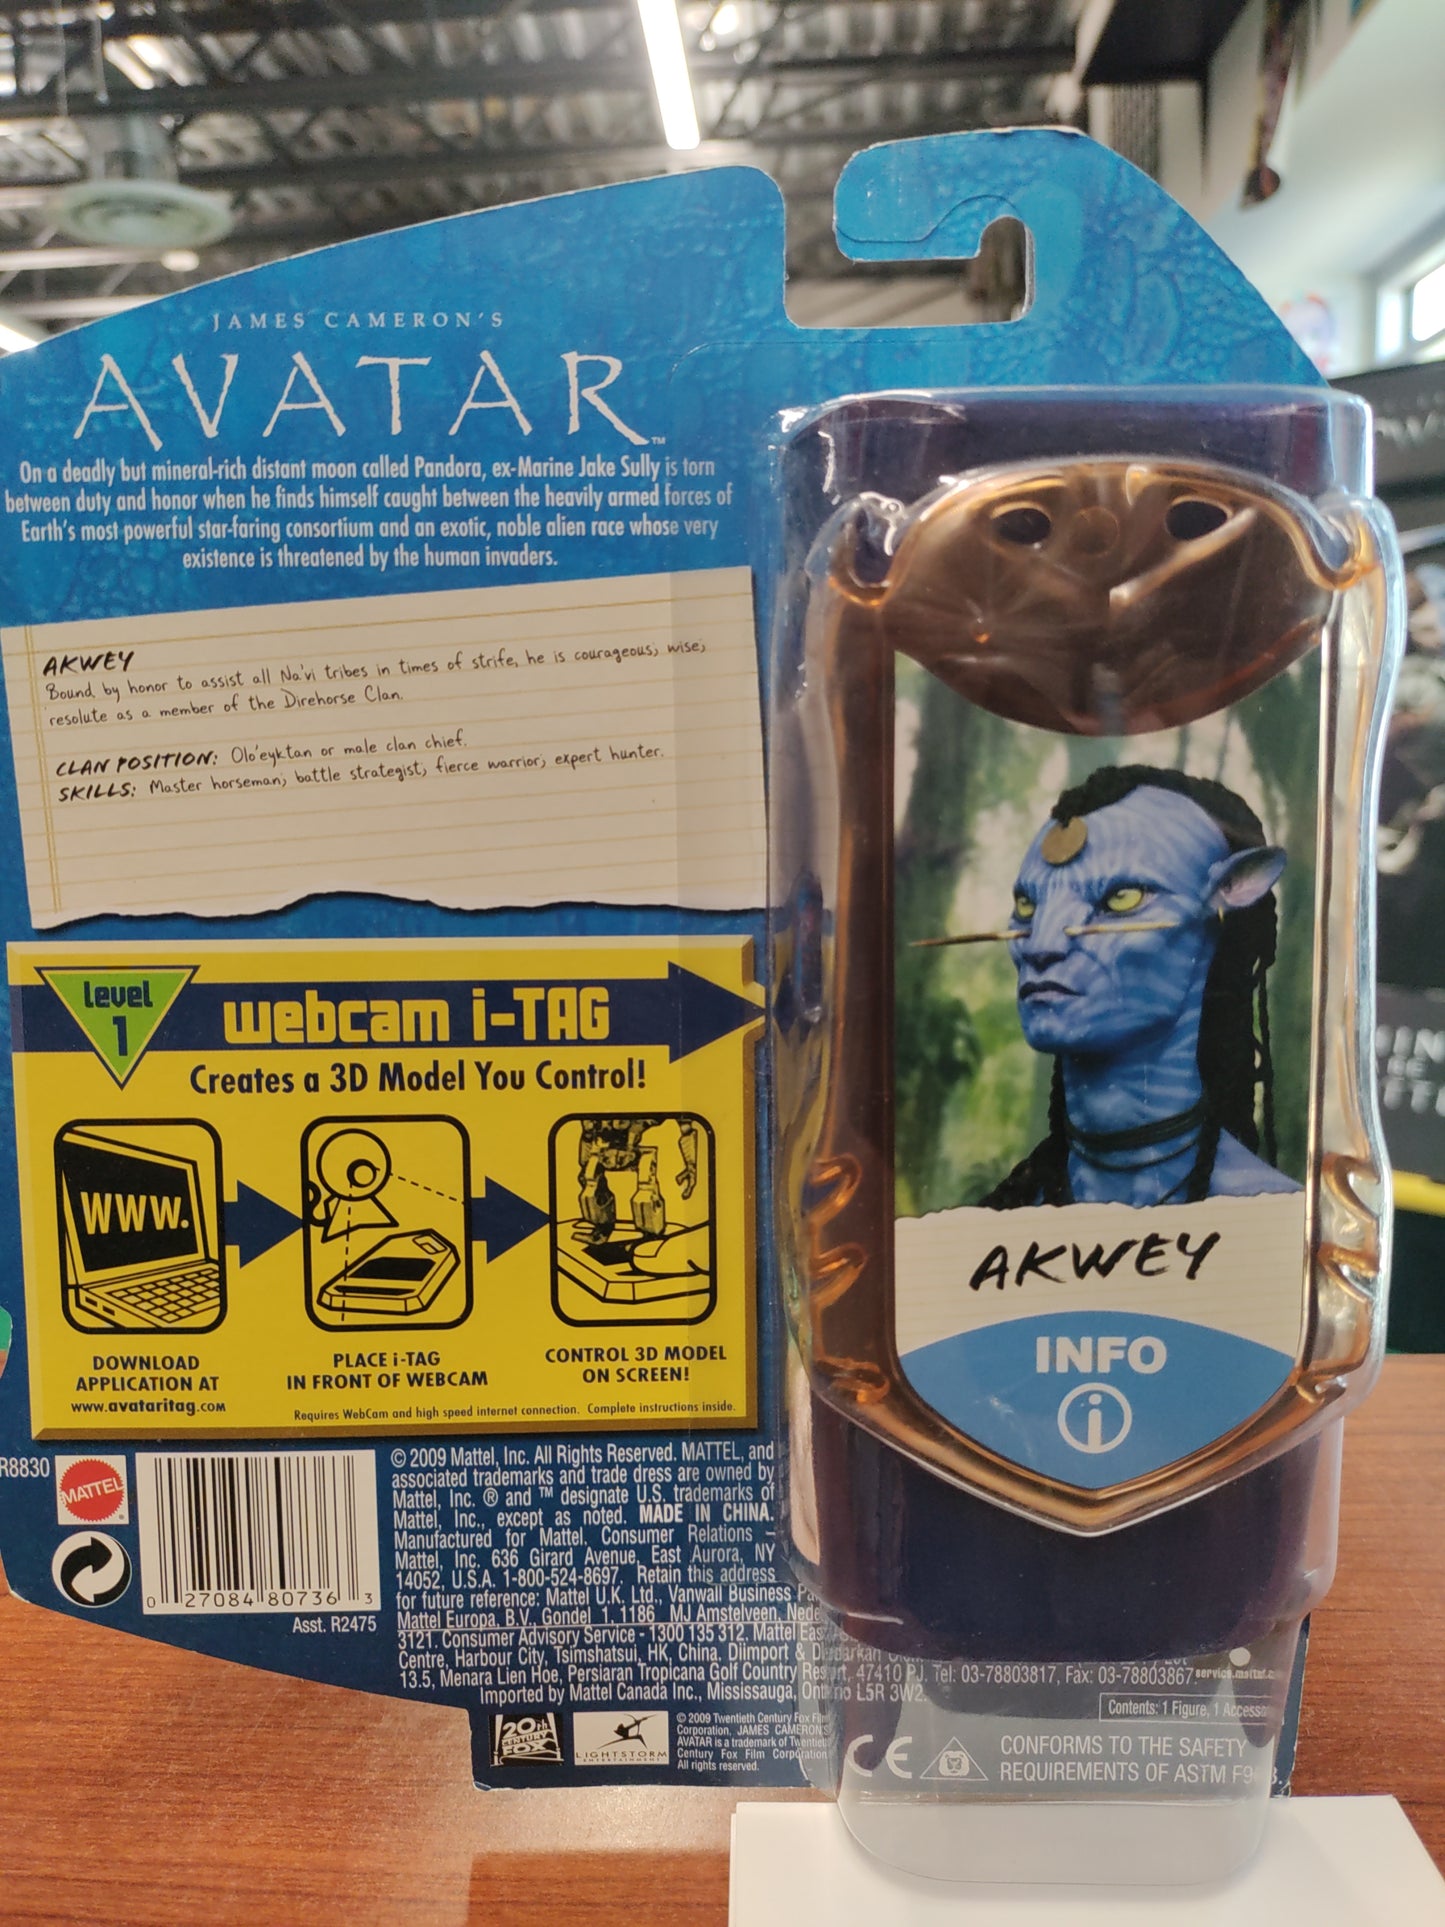 JAMES CAMERON'S
AVATAR™
On a deadly but mineral-rich distant moon called Pandora, ex-Marine Jake Sully is torn
between duty and honor when he finds himself caught between the heavily armed forces of
Earth's most powerful star-faring consortium and an exotic, noble alien race whose very
existence is threatened by the human invaders.
AKWEY
Bound by honor to assist all Na'vi tribes in times of strife, he is courageous, wise,
resolute as a member of the Direhorse Clan.
CLAN POSITION: Olo'eyktan or male clan chief.
SKILLS: Master horseman; battle strategist; fierce warrior; expert hunter.
level
1
webcam i-TAG
Creates a 3D Model You Control!
WWW.
DOWNLOAD
APPLICATION AT
www.avataritag.com
PLACE i-TAG
IN FRONT OF WEBCAM
CONTROL 3D MODEL
ON SCREEN!
Requires WebCam and high speed internet connection. Complete instructions inside.
AKWEY
INFO
i
R8830
MATTEL
0 27084 80736 3
Asst. R2475
© 2009 Mattel, Inc. All Rights Reserved. MATTEL, and
associated trademarks and trade dress are owned by
Mattel, Inc. ® and ™ designate U.S. trademarks of
Mattel, Inc., except as noted. MADE IN CHINA.
Manufactured for Mattel. Consumer Relations –
Mattel, Inc. 636 Girard Avenue, East Aurora, NY
14052, U.S.A. 1-800-524-8697. Retain this address
for future reference: Mattel U.K. Ltd., Vanwall Business
Mattel Europa, B.V., Gondel 1, 1186 MJ Amstelveen,
3121. Consumer Advisory Service - 1300 135 312. Mattel
Centre, Harbour City, Tsimshatsui, HK, China. Diimport &
13.5, Menara Lien Hoe, Persiaran Tropicana Golf Country Resort, 47410 PJ. Tel: 03-78803817, Fax: 03-78803867.
Imported by Mattel Canada Inc., Mississauga, Ontario L5R 3W2.
Contents: 1 Figure, 1
20th
CENTURY
FOX
LIGHTSTORM
ENTERTAINMENT
© 2009 Twentieth Century Fox Film
Corporation. JAMES CAMERON'S
AVATAR is a trademark of Twentieth
Century Fox Film Corporation.
All rights reserved.
CE
CONFORMS TO THE SAFETY
REQUIREMENTS OF ASTM